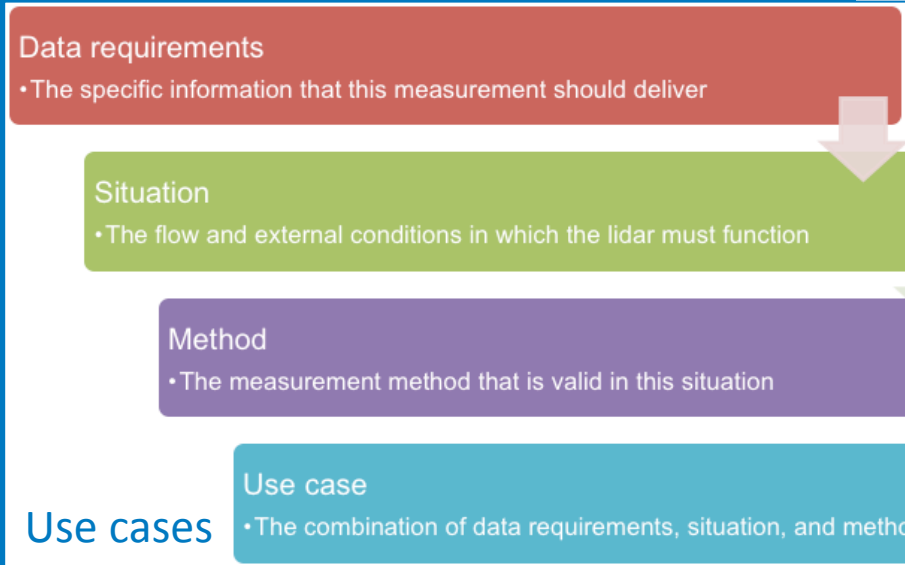 Data requirements
•The specific information that this measurement should deliver
Situation
•The flow and external conditions in which the lidar must function
Method
•The measurement method that is valid in this situation
Use case
•The combination of data requirements, situation, and metho
Use cases